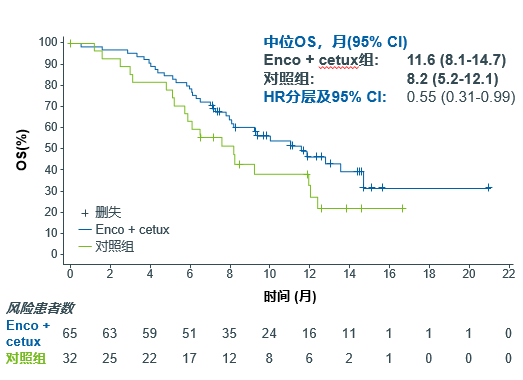 中位OS，月(95% CI)
Enco + cetux组: 11.6 (8.1-14.7)
对照组: 8.2 (5.2-12.1)
HR分层及95% CI: 0.55 (0.31-0.99)
OS(%)
100
90
80
70
60
50
40
30
20
10
0
删失
Enco + cetux
对照组
0 2 4 6 8 10 12 14 16 18 20 22
时间 (月)
风险患者数
Enco + cetux 65 63 59 51 35 24 16 11 1 1 1 0
对照组 32 25 22 17 12 8 6 2 1 0 0 0